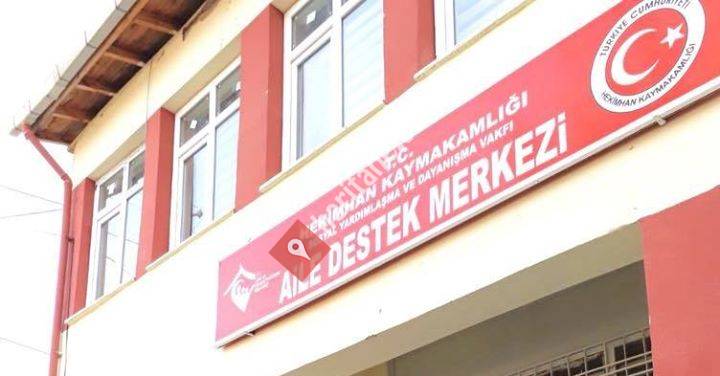 T.C.
HEKİMHAN KAYMAKAMLIĞI
SOSYAL YARDIMLAŞMA VE DAYANIŞMA VAKFI
AİLE DESTEK MERKEZİ
TÜRKİYE CUMHURİYETİ
HEKİMHAN KAYMAKAMLIĞI